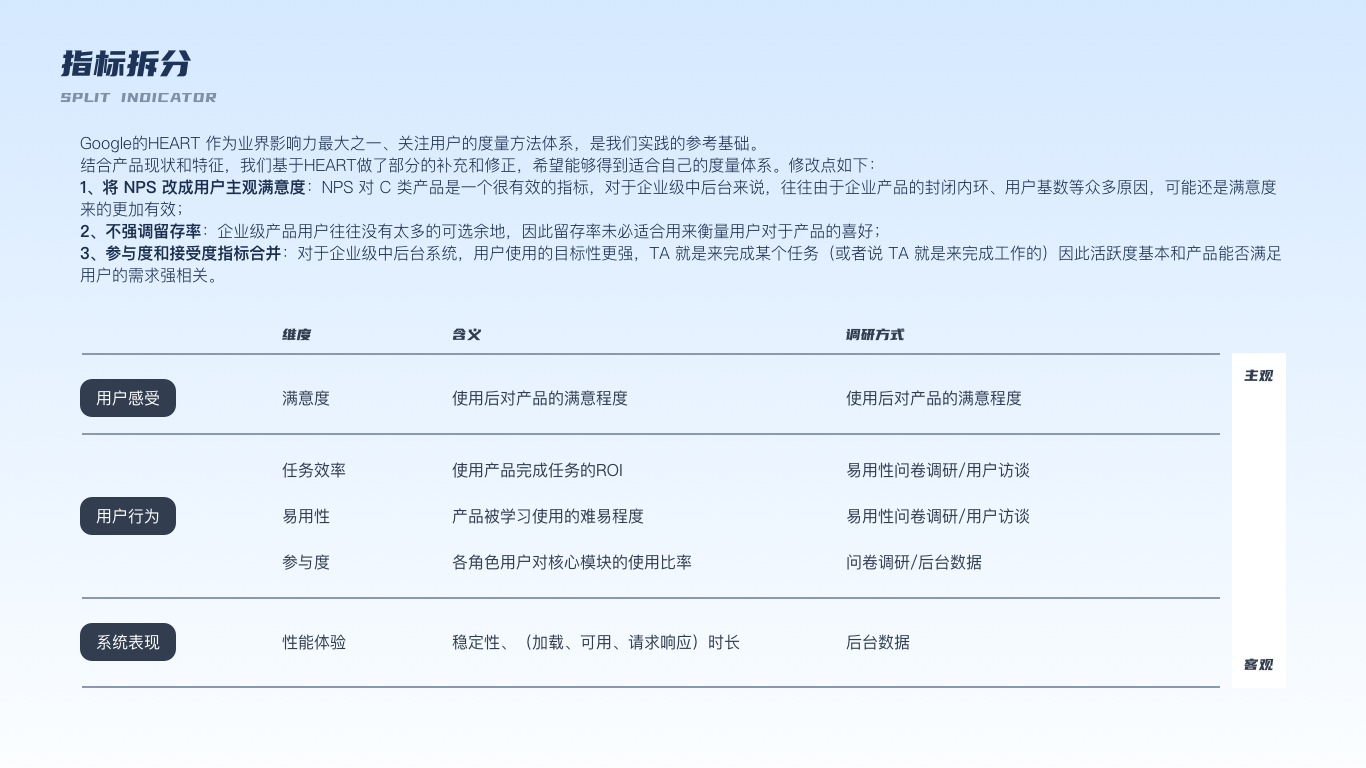 指标拆分
SPLIT INDICATOR
Google的HEART 作为业界影响力最大之一、关注用户的度量方法体系，是我们实践的参考基础。
结合产品现状和特征，我们基于HEART做了部分的补充和修正，希望能够得到适合自己的度量体系。修改点如下：
1、将 NPS 改成用户主观满意度：NPS 对 C 类产品是一个很有效的指标，对于企业级中后台来说，往往由于企业产品的封闭内环、用户基数等众多原因，可能还是满意度
来的更加有效；
2、不强调留存率：企业级产品用户往往没有太多的可选余地，因此留存率未必适合用来衡量用户对于产品的喜好；
3、参与度和接受度指标合并：对于企业级中后台系统，用户使用的目标性更强，TA 就是来完成某个任务（或者说 TA 就是来完成工作的）因此活跃度基本和产品能否满足
用户的需求强相关。
维度 含义 调研方式
主观
用户感受 满意度 使用后对产品的满意程度 使用后对产品的满意程度
任务效率 使用产品完成任务的ROI 易用性问卷调研/用户访谈
用户行为 易用性 产品被学习使用的难易程度 易用性问卷调研/用户访谈
参与度 各角色用户对核心模块的使用比率 问卷调研/后台数据
系统表现 性能体验 稳定性、（加载、可用、请求响应）时长 后台数据
客观